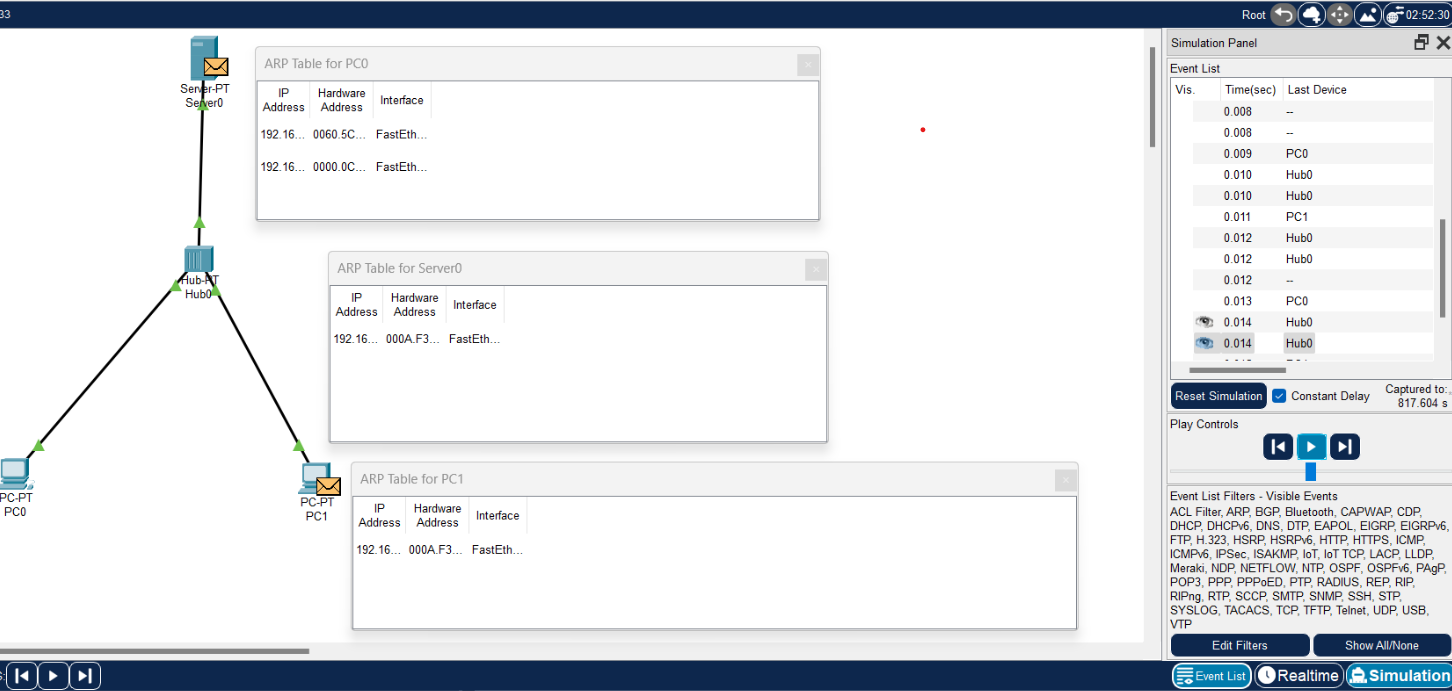 33
Root
02:52:30
Server-PT
Server0
Hub-PT
Hub0
PC-PT
PC0
PC-PT
PC1
ARP Table for PC0
IP Address Hardware Address Interface
192.16... 0060.5C... FastEth...
192.16... 0000.0C... FastEth...
ARP Table for Server0
IP Address Hardware Address Interface
192.16... 000A.F3... FastEth...
ARP Table for PC1
IP Address Hardware Address Interface
192.16... 000A.F3... FastEth...
Simulation Panel
Event List
Vis. Time(sec) Last Device
0.008 --
0.008 --
0.009 PC0
0.010 Hub0
0.010 Hub0
0.011 PC1
0.012 Hub0
0.012 Hub0
0.012 --
0.013 PC0
0.014 Hub0
0.014 Hub0
Reset Simulation Constant Delay Captured to:
817.604 s
Play Controls
Event List Filters - Visible Events
ACL Filter, ARP, BGP, Bluetooth, CAPWAP, CDP,
DHCP, DHCPv6, DNS, DTP, EAPOL, EIGRP, EIGRPv6,
FTP, H.323, HSRP, HSRPv6, HTTP, HTTPS, ICMP,
ICMPv6, IPSec, ISAKMP, IoT, IoT TCP, LACP, LLDP,
Meraki, NDP, NETFLOW, NTP, OSPF, OSPFv6, PAgP,
POP3, PPP, PPPoED, PTP, RADIUS, REP, RIP,
RIPng, RTP, SCCP, SMTP, SNMP, SSH, STP,
SYSLOG, TACACS, TCP, TFTP, Telnet, UDP, USB,
VTP
Edit Filters Show All/None
Event List Realtime Simulation